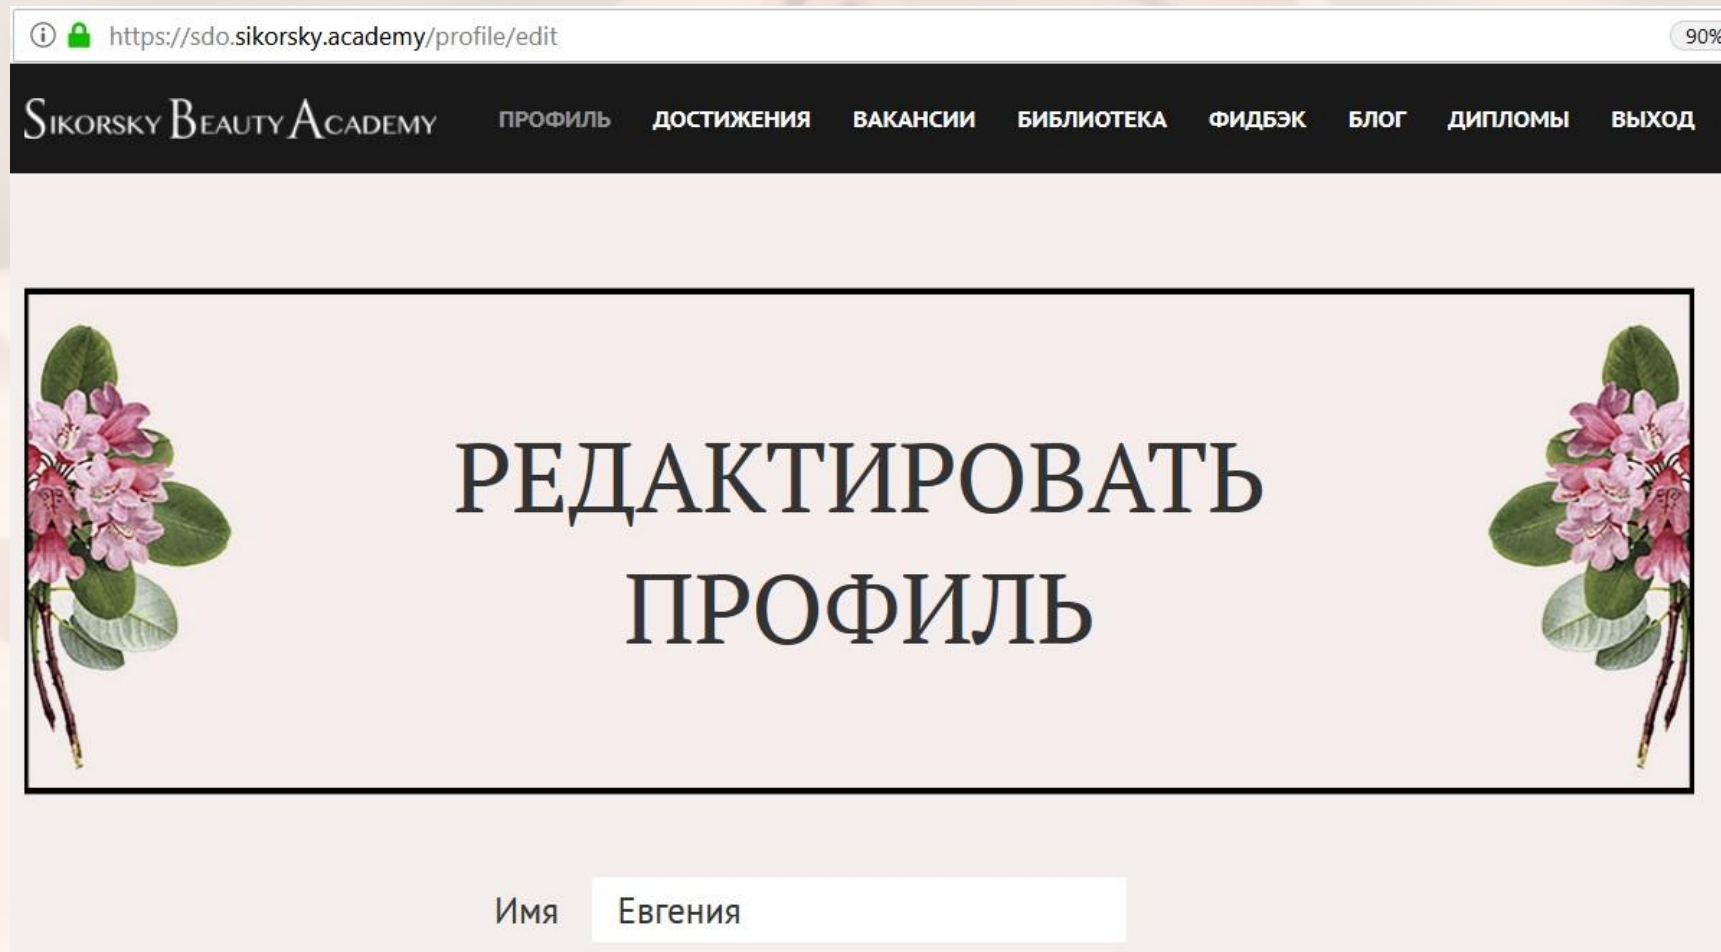 https://sdo.sikorsky.academy/profile/edit 90%
SIKORSKY BEAUTY ACADEMY ПРОФИЛЬ ДОСТИЖЕНИЯ ВАКАНСИИ БИБЛИОТЕКА ФИДБЭК БЛОГ ДИПЛОМЫ ВЫХОД
РЕДАКТИРОВАТЬ
ПРОФИЛЬ
Имя Евгения